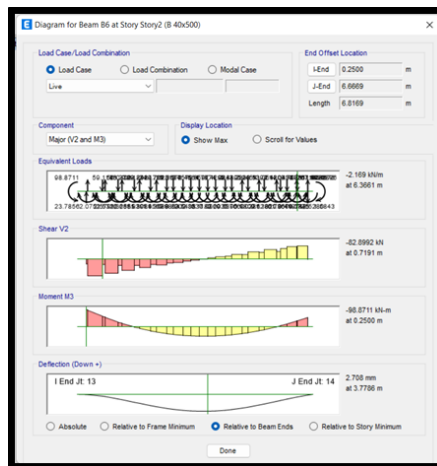 Diagram for Beam B6 at Story Story2 (B 40x500)
Load Case/Load Combination
End Offset Location
Load Case
Load Combination
Modal Case
I-End
0.2500
m
Live
J-End
6.6669
m
Length
6.8169
m
Component
Display Location
Major (V2 and M3)
Show Max
Scroll for Values
Equivalent Loads
98.8711
-2.169 kN/m
at 6.3661 m
Shear V2
-82.8992 kN
at 0.7191 m
Moment M3
-98.8711 kN-m
at 0.2500 m
Deflection (Down +)
I End Jt: 13
J End Jt: 14
2.708 mm
at 3.7786 m
Absolute
Relative to Frame Minimum
Relative to Beam Ends
Relative to Story Minimum
Done